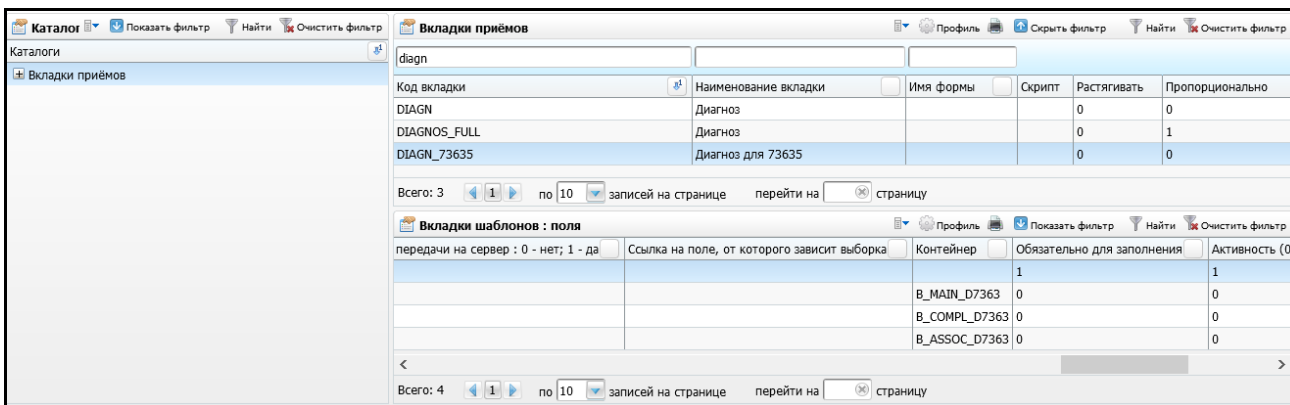 Каталог Показать фильтр Найти Очистить фильтр
Каталоги
Вкладки приёмов
Вкладки приёмов Профиль Скрыть фильтр Найти Очистить фильтр
diagn
Код вкладки Наименование вкладки Имя формы Скрипт Растягивать Пропорционально
DIAGN Диагноз 0 0
DIAGNOS_FULL Диагноз 0 1
DIAGN_73635 Диагноз для 73635 0 0
Всего: 3 1 по 10 записей на странице перейти на страницу
Вкладки шаблонов : поля Профиль Показать фильтр Найти Очистить фильтр
передачи на сервер : 0 - нет; 1 - да Ссылка на поле, от которого зависит выборка Контейнер Обязательно для заполнения Активность (0
1 1
B_MAIN_D7363 0 0
B_COMPL_D7363 0 0
B_ASSOC_D7363 0 0
Всего: 4 1 по 10 записей на странице перейти на страницу